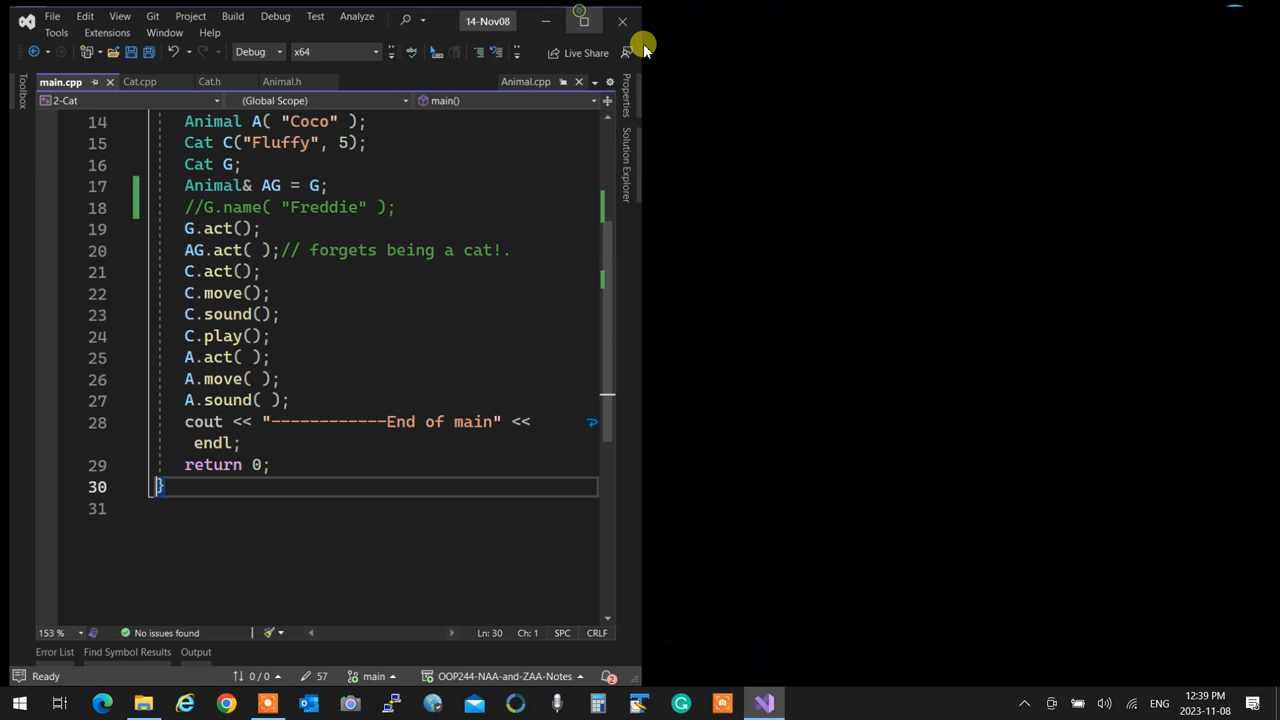 File Edit View Git Project Build Debug Test Analyze
Tools Extensions Window Help
14-Nov08
Debug x64 Live Share
main.cpp Cat.cpp Cat.h Animal.h Animal.cpp
2-Cat (Global Scope) main()
Toolbox
Properties
Solution Explorer
14 Animal A( "Coco" );
15 Cat C("Fluffy", 5);
16 Cat G;
17 Animal& AG = G;
18 //G.name( "Freddie" );
19 G.act();
20 AG.act( );// forgets being a cat!.
21 C.act();
22 C.move();
23 C.sound();
24 C.play();
25 A.act( );
26 A.move( );
27 A.sound( );
28 cout << "------------End of main" <<
endl;
29 return 0;
30 }
31
153 % No issues found Ln: 30 Ch: 1 SPC CRLF
Error List Find Symbol Results Output
Ready 0 / 0 57 main OOP244-NAA-and-ZAA-Notes 2
ENG 12:39 PM
2023-11-08